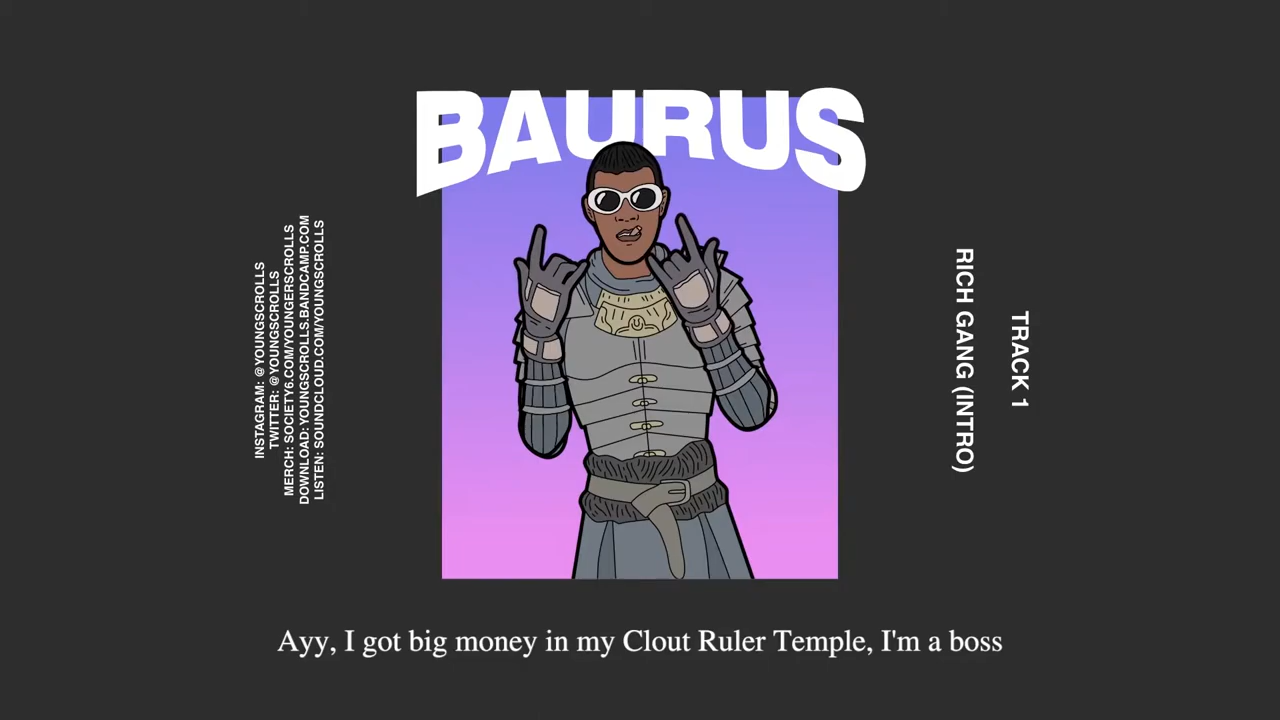 BAURUS
INSTAGRAM: @YOUNGSCROLLS
TWITTER: @YOUNGSCROLLS
MERCH: SOCIETY6.COM/YOUNGERSCROLLS
DOWNLOAD: YOUNGSCROLLS.BANDCAMP.COM
LISTEN: SOUNDCLOUD.COM/YOUNGSCROLLS
TRACK 1
RICH GANG (INTRO)
Ayy, I got big money in my Clout Ruler Temple, I'm a boss